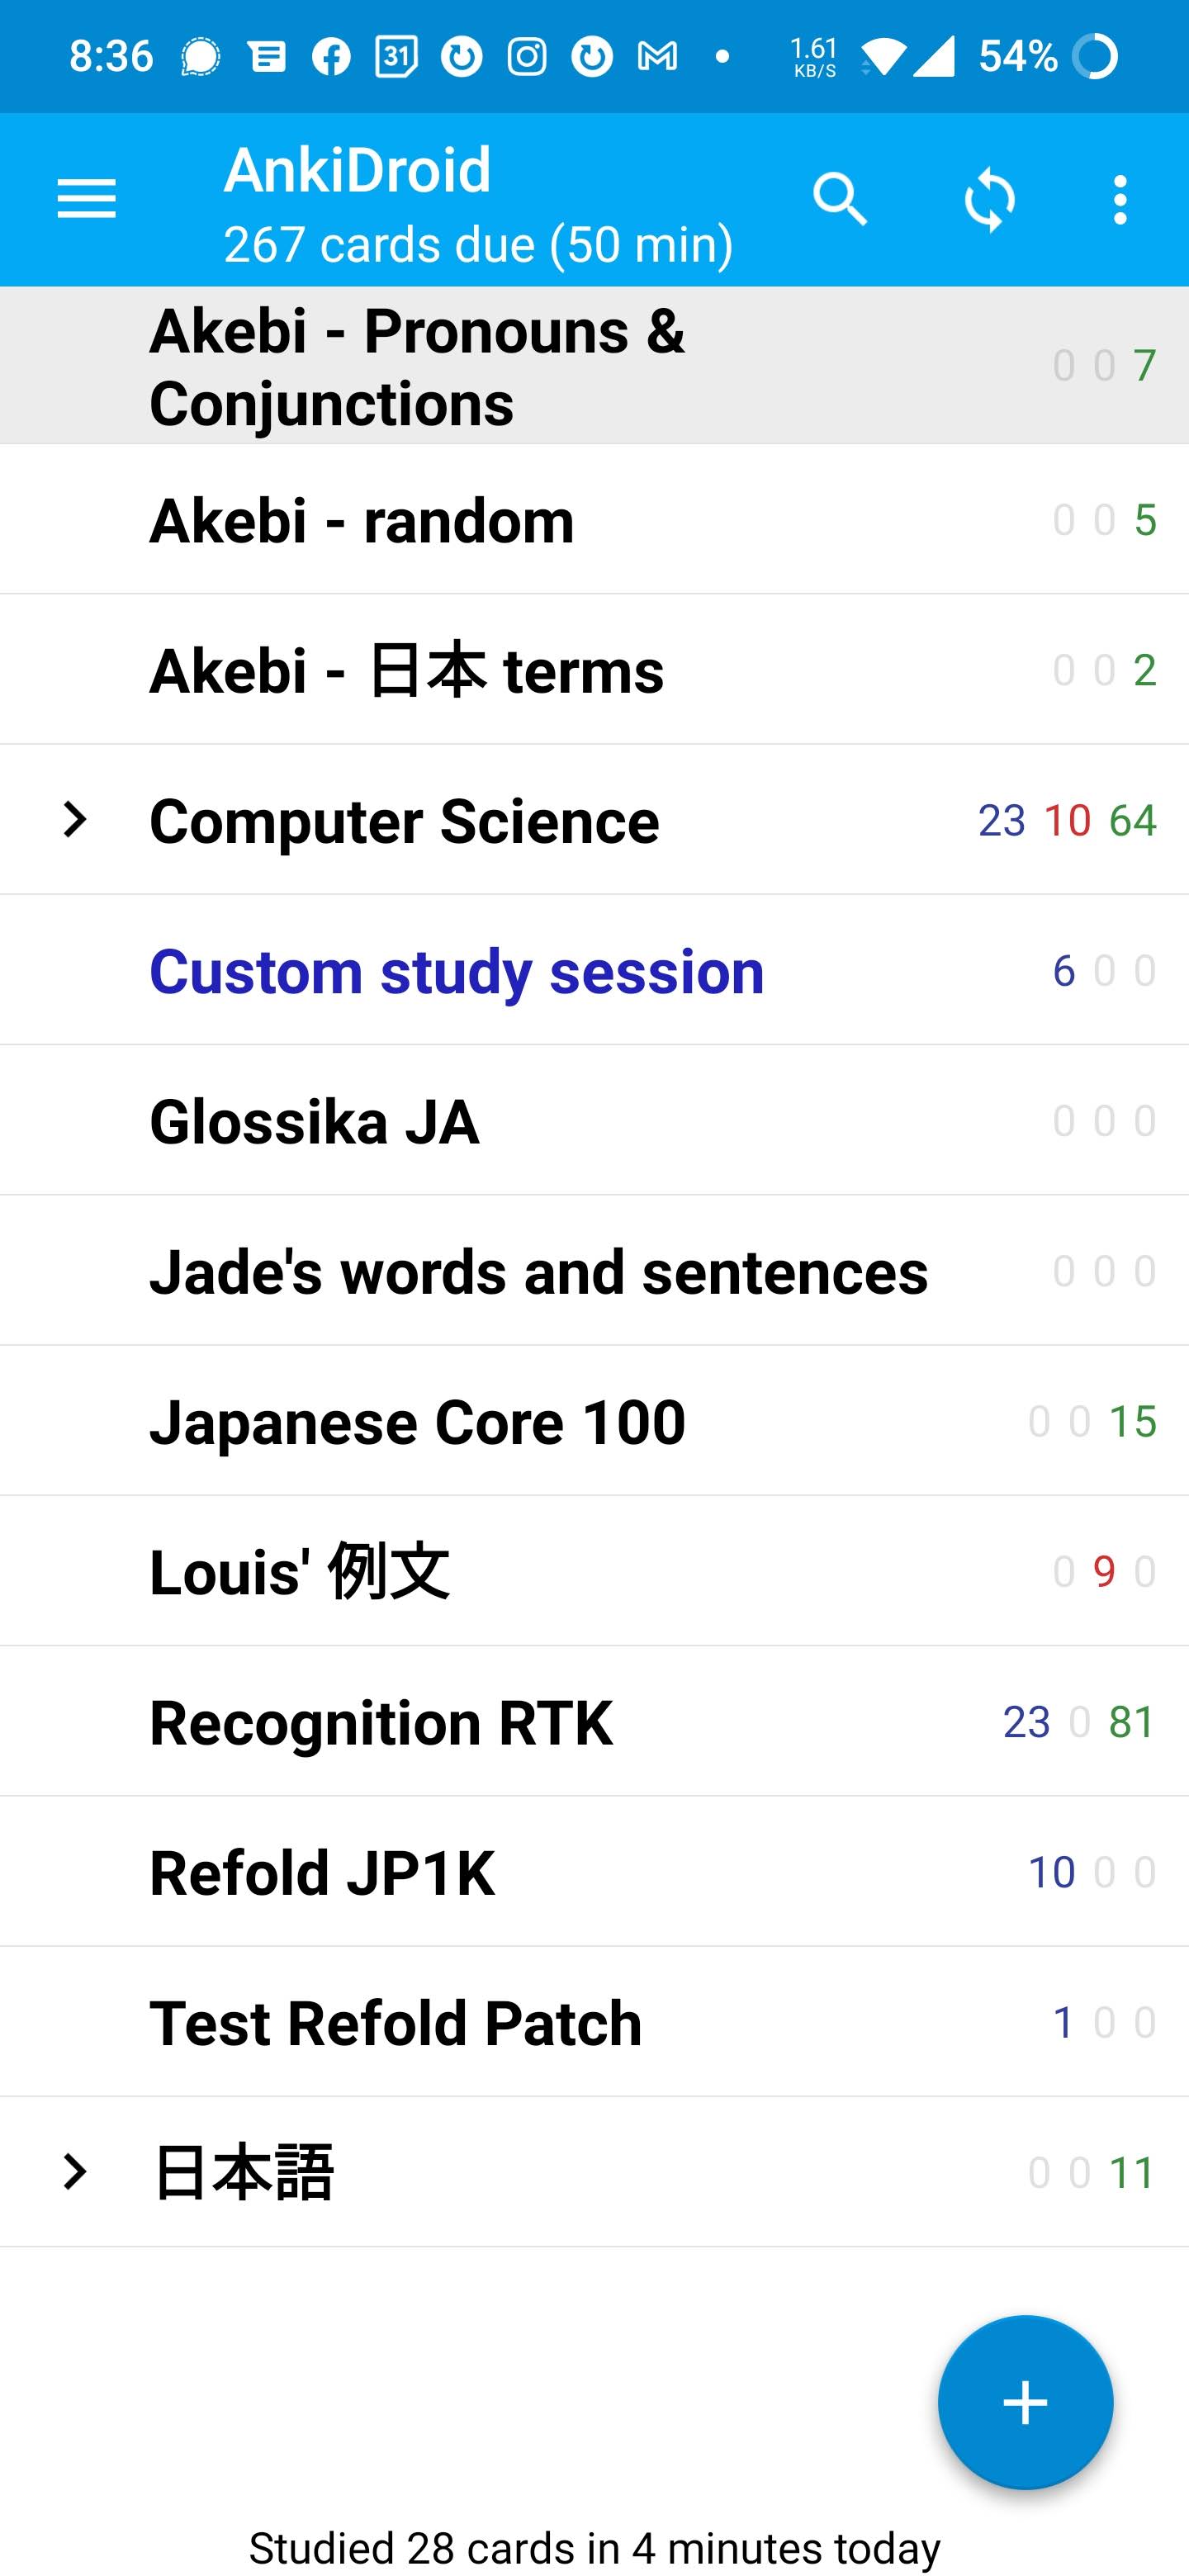 8:36 31 1.61 KB/S 54%
AnkiDroid
267 cards due (50 min)
Akebi - Pronouns &
Conjunctions 0 0 7
Akebi - random 0 0 5
Akebi - 日本 terms 0 0 2
Computer Science 23 10 64
Custom study session 6 0 0
Glossika JA 0 0 0
Jade's words and sentences 0 0 0
Japanese Core 100 0 0 15
Louis' 例文 0 9 0
Recognition RTK 23 0 81
Refold JP1K 10 0 0
Test Refold Patch 1 0 0
日本語 0 0 11
Studied 28 cards in 4 minutes today